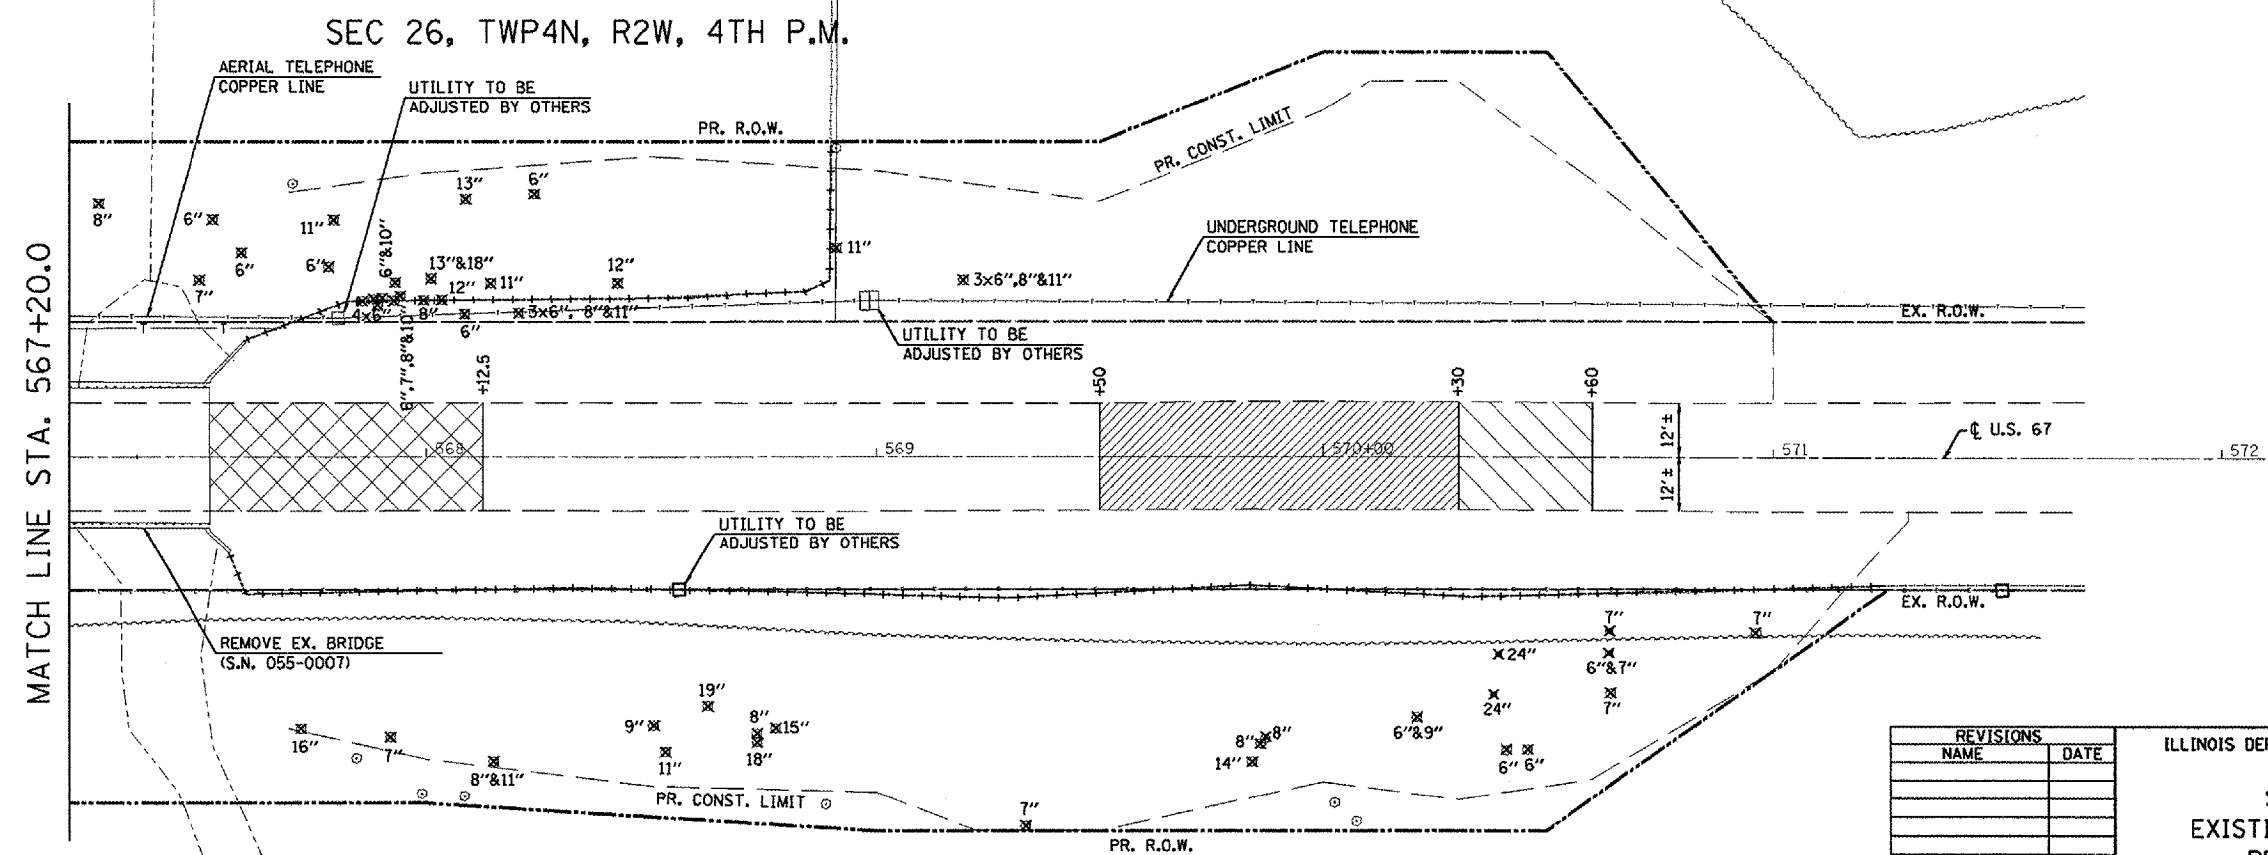 SEC 26, TWP4N, R2W, 4TH P.M.
AERIAL TELEPHONE
COPPER LINE
UTILITY TO BE
ADJUSTED BY OTHERS
PR. R.O.W.
PR. CONST. LIMIT
13"
6"
8"
6"
11"
6"&10"
6"
6"
7"
13"&18"
11"
12"
11"
3x6",8"&11"
UNDERGROUND TELEPHONE
COPPER LINE
12"
4x6"
8"
6"
3x6", 8"&11"
EX. R.O.W.
UTILITY TO BE
ADJUSTED BY OTHERS
6",7",8"&10"
+12.5
+50
+30
+60
MATCH LINE STA. 567+20.0
568
569
570+00
12'±
12'±
571
℄ U.S. 67
572
UTILITY TO BE
ADJUSTED BY OTHERS
EX. R.O.W.
REMOVE EX. BRIDGE
(S.N. 055-0007)
7"
7"
24"
6"&7"
24"
7"
19"
9"
8"
15"
11"
18"
16"
7"
8"&11"
8"
8"
14"
6"&9"
6"
6"
PR. CONST. LIMIT
7"
PR. R.O.W.
REVISIONS
NAME
DATE
ILLINOIS DE
EXISTI